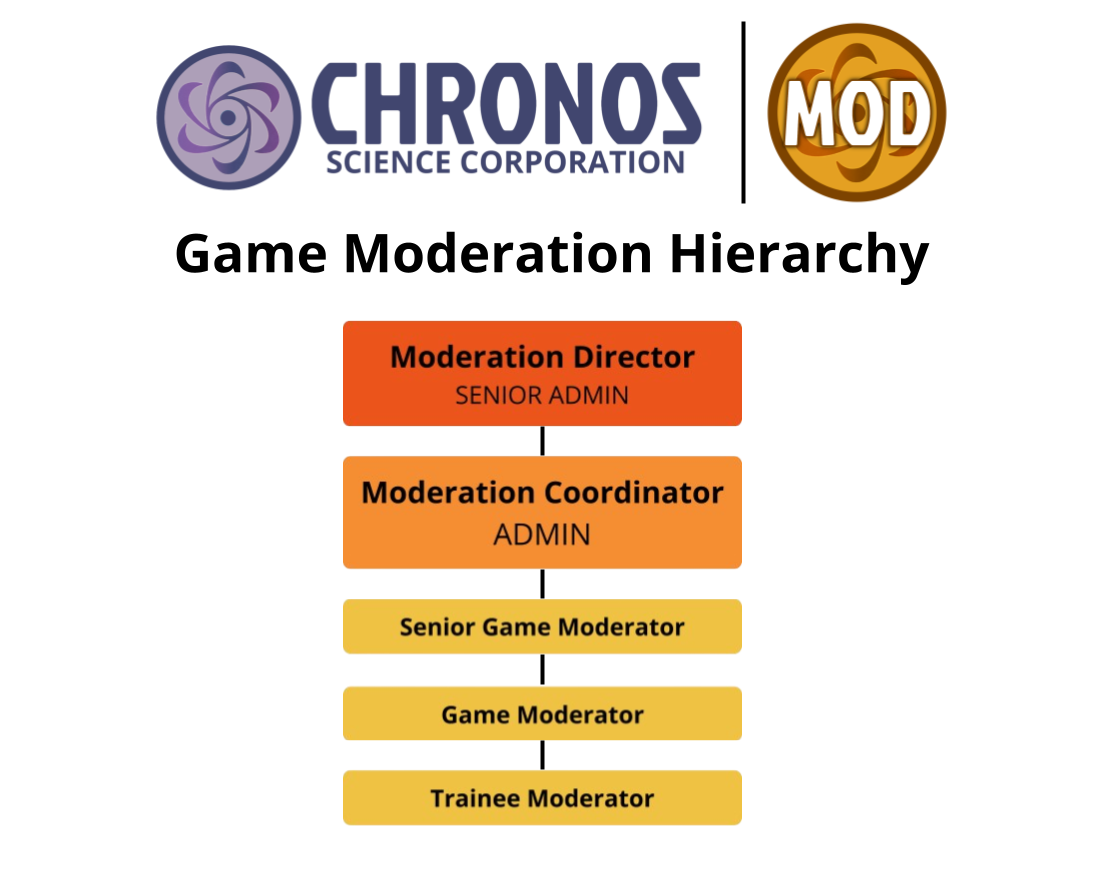 CHRONOS
SCIENCE CORPORATION
MOD
Game Moderation Hierarchy
Moderation Director
SENIOR ADMIN
Moderation Coordinator
ADMIN
Senior Game Moderator
Game Moderator
Trainee Moderator